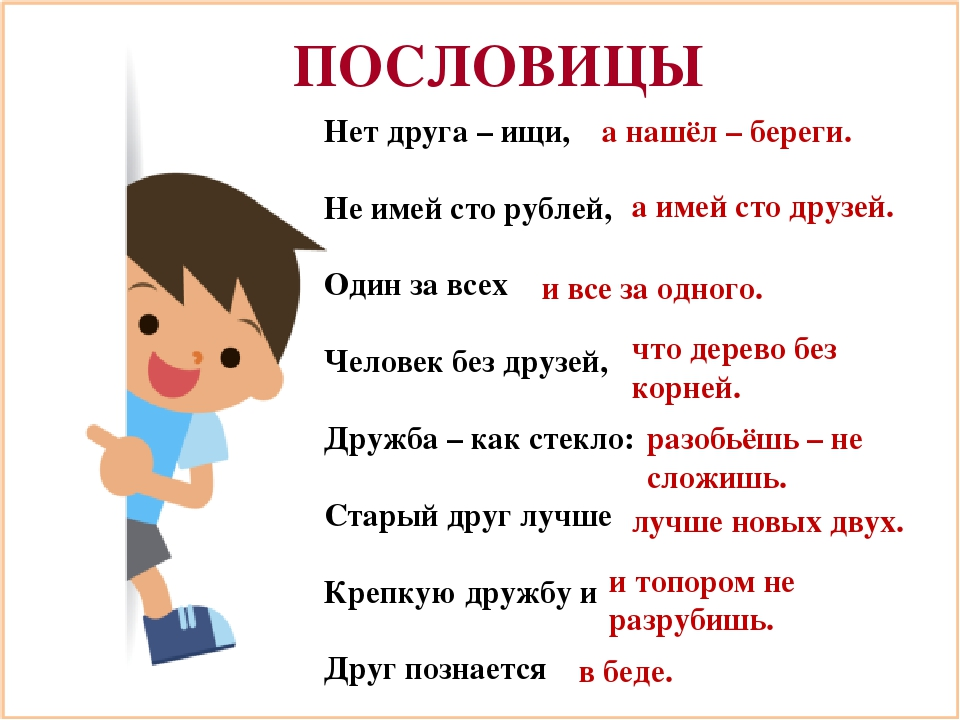 ПОСЛОВИЦЫ
Нет друга – ищи, а нашёл – береги.
Не имей сто рублей, а имей сто друзей.
Один за всех и все за одного.
Человек без друзей, что дерево без
корней.
Дружба – как стекло: разобьёшь – не
сложишь.
Старый друг лучше лучше новых двух.
Крепкую дружбу и и топором не
разрубишь.
Друг познается в беде.